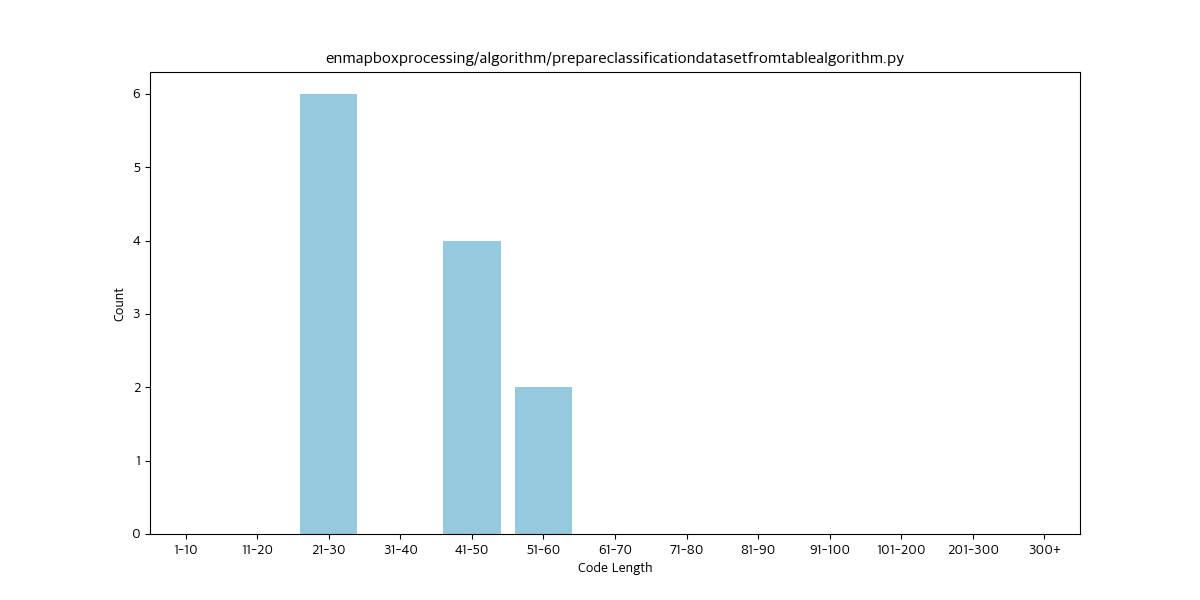 enmapboxprocessing/algorithm/prepareclassificationdatasetfromtablealgorithm.py
6
5
4
3
2
1
0
Count
1-10 11-20 21-30 31-40 41-50 51-60 61-70 71-80 81-90 91-100 101-200 201-300 300+
Code Length